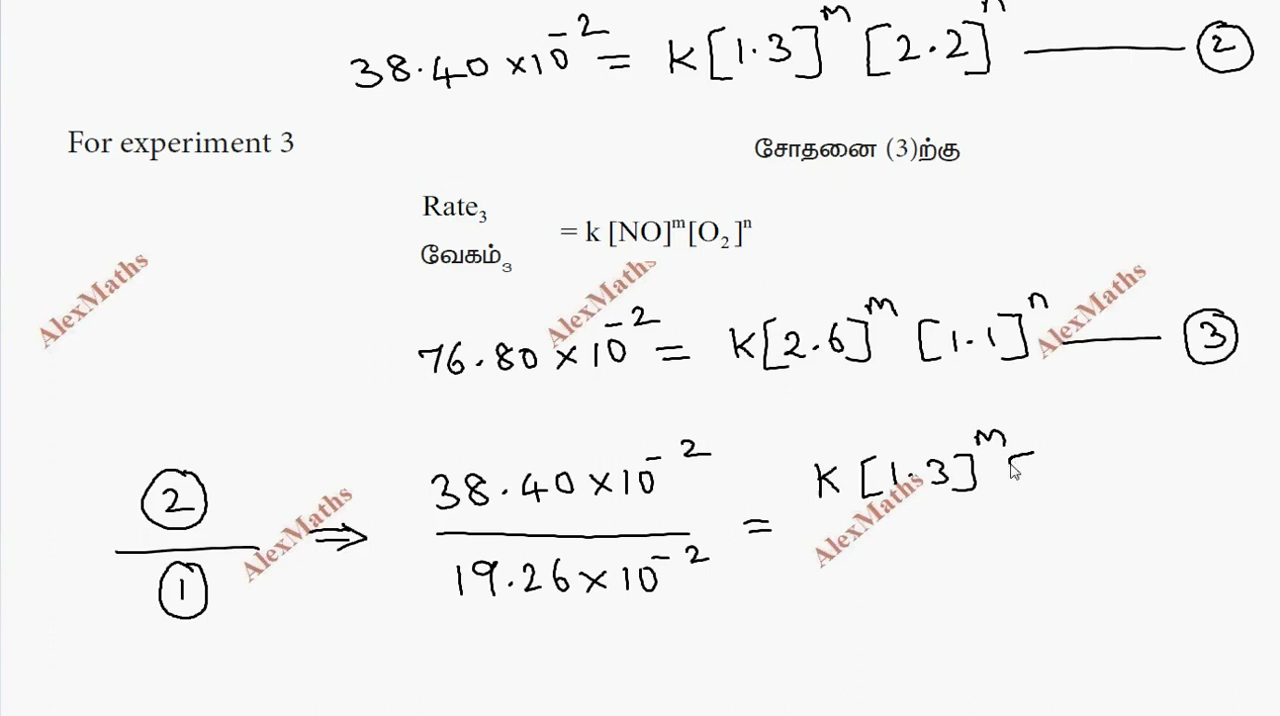 38.40 × 10⁻² = K[1.3]ᵐ [2.2]ⁿ ——— ②
For experiment 3 சோதனை (3)ற்கு
Rate₃
வேகம்₃ = k [NO]ᵐ[O₂]ⁿ
AlexMaths AlexMaths AlexMaths
76.80 × 10⁻² = K[2.6]ᵐ [1.1]ⁿ ——— ③
②/① ⇒ 38.40 × 10⁻² / 19.26 × 10⁻² = K [1.3]ᵐ
AlexMaths AlexMaths